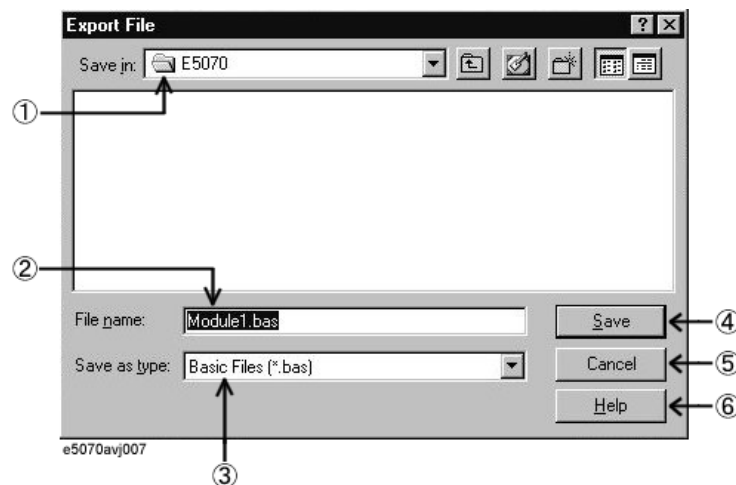 Export File
Save in: E5070
①
②
File name: Module1.bas
Save ④
Save as type: Basic Files (*.bas)
Cancel ⑤
Help ⑥
e5070avj007
③